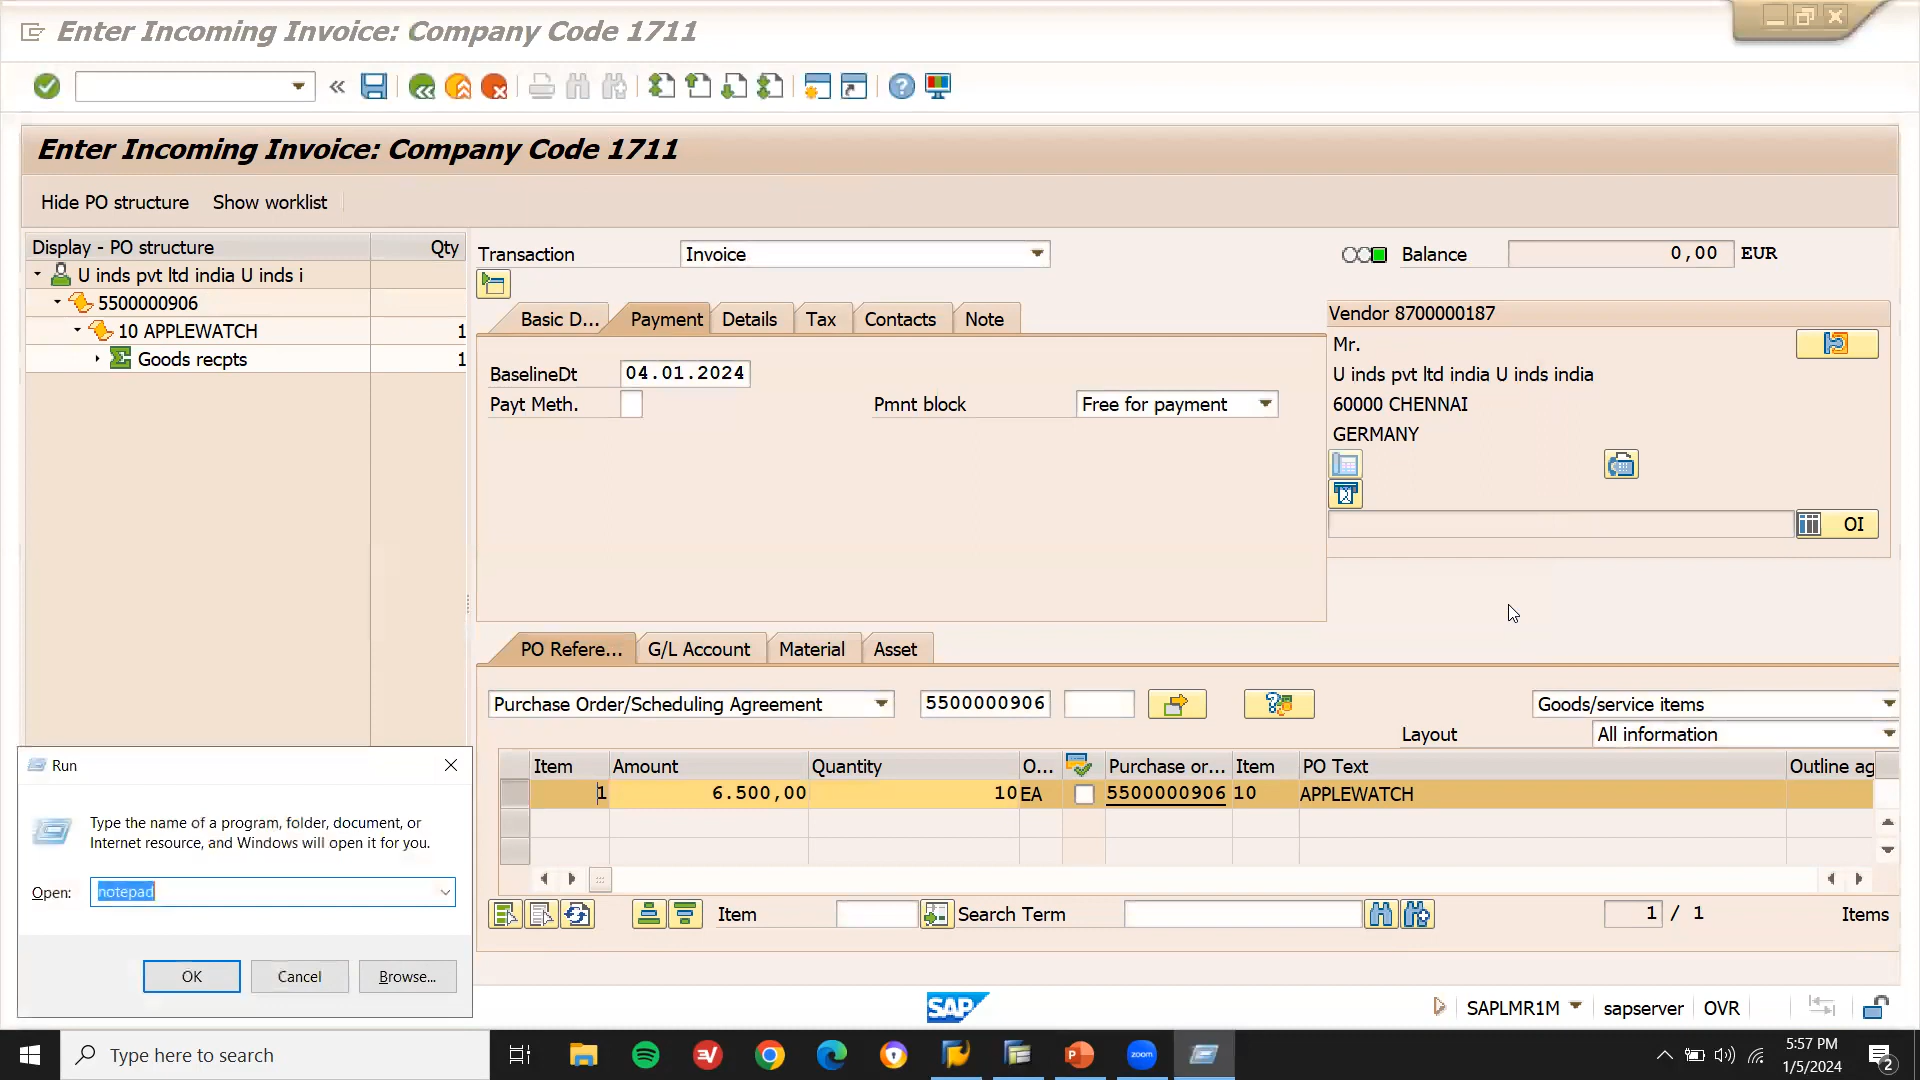 Enter Incoming Invoice: Company Code 1711
Enter Incoming Invoice: Company Code 1711
Hide PO structure Show worklist
Display - PO structure Qty
U inds pvt ltd india U inds i
5500000906
10 APPLEWATCH 1
Goods recpts 1
Transaction Invoice Balance 0,00 EUR
Basic D... Payment Details Tax Contacts Note
BaselineDt 04.01.2024
Payt Meth. Pmnt block Free for payment
Vendor 8700000187
Mr.
U inds pvt ltd india U inds india
60000 CHENNAI
GERMANY
OI
PO Refere... G/L Account Material Asset
Purchase Order/Scheduling Agreement 5500000906 Goods/service items
Layout All information
Item Amount Quantity O... Purchase or... Item PO Text Outline ag
1 6.500,00 10 EA 5500000906 10 APPLEWATCH
Item Search Term 1 / 1 Items
Run
Type the name of a program, folder, document, or
Internet resource, and Windows will open it for you.
Open: notepad
OK Cancel Browse...
SAP SAPLMR1M sapserver OVR
Type here to search
zoom
5:57 PM
1/5/2024
2